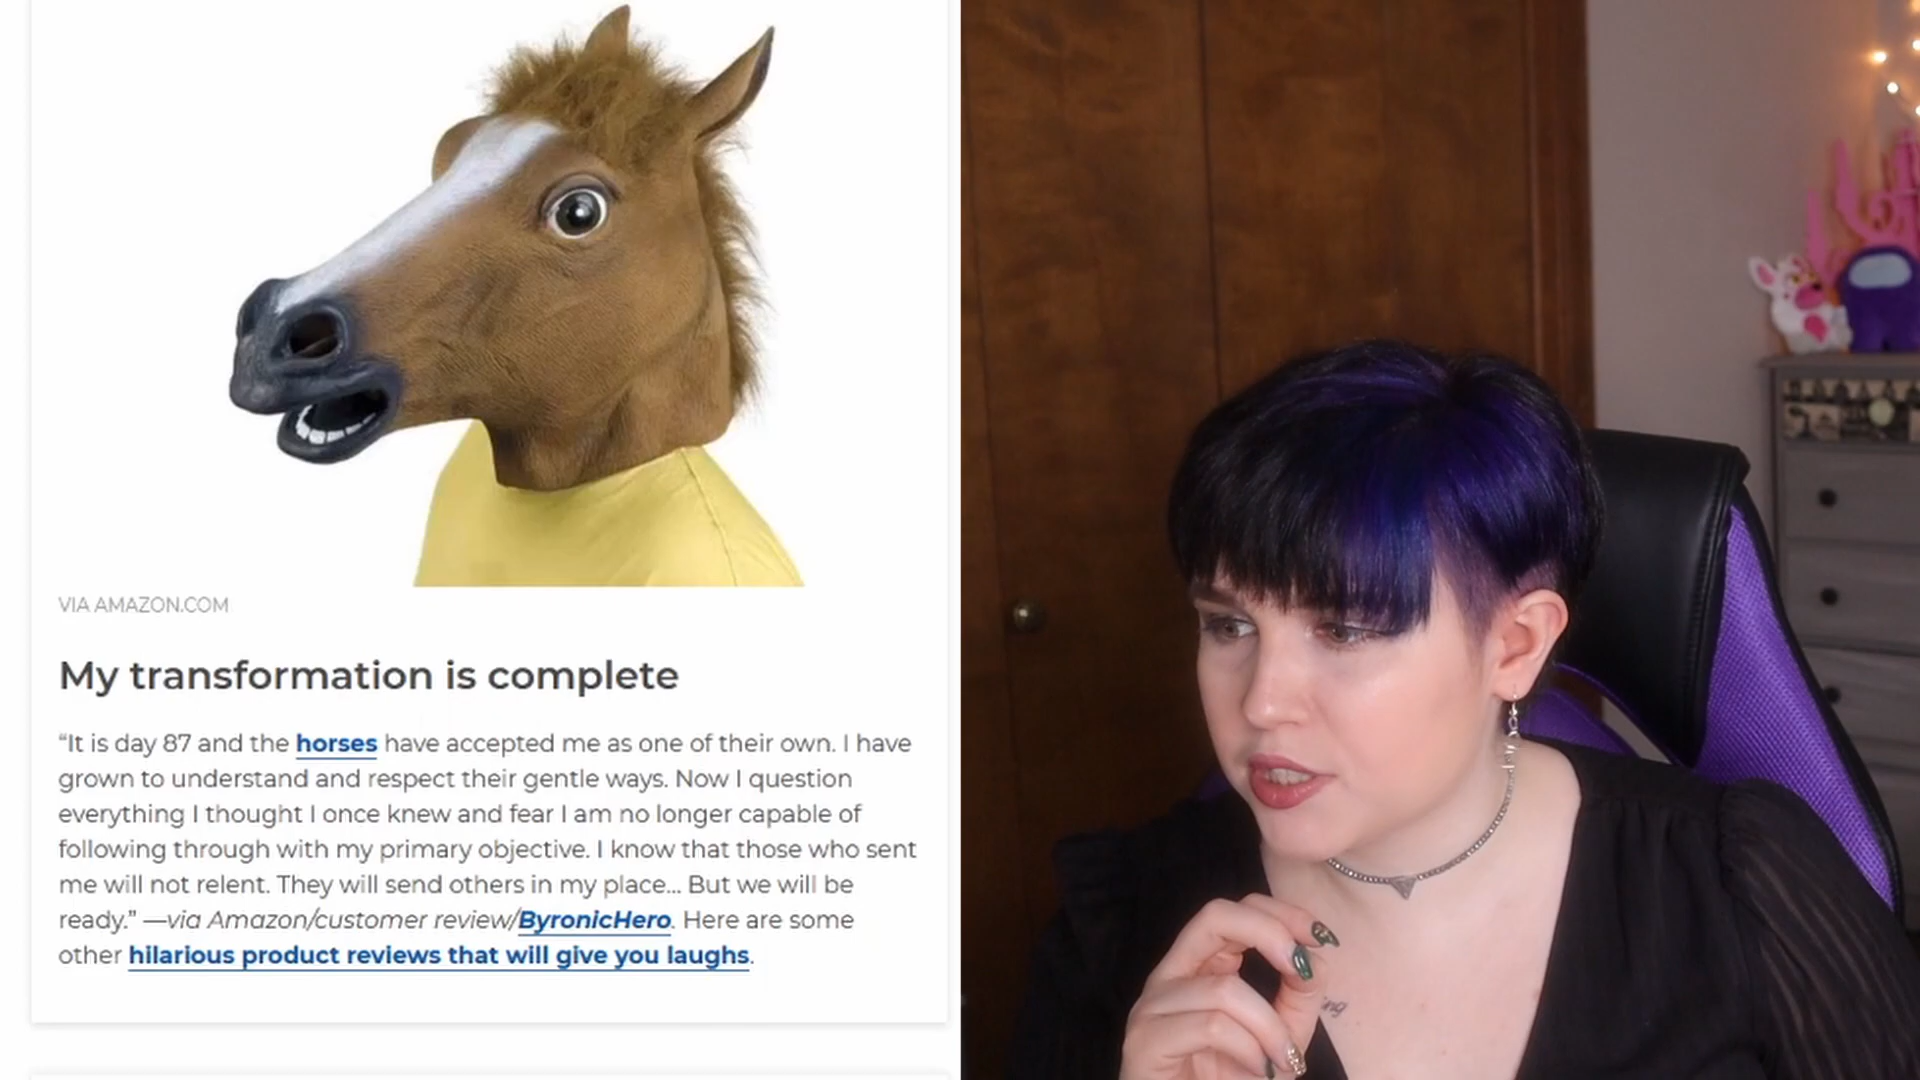 VIA AMAZON.COM
My transformation is complete
“It is day 87 and the horses have accepted me as one of their own. I have
grown to understand and respect their gentle ways. Now I question
everything I thought I once knew and fear I am no longer capable of
following through with my primary objective. I know that those who sent
me will not relent. They will send others in my place... But we will be
ready.” —via Amazon/customer review/ByronicHero. Here are some
other hilarious product reviews that will give you laughs.